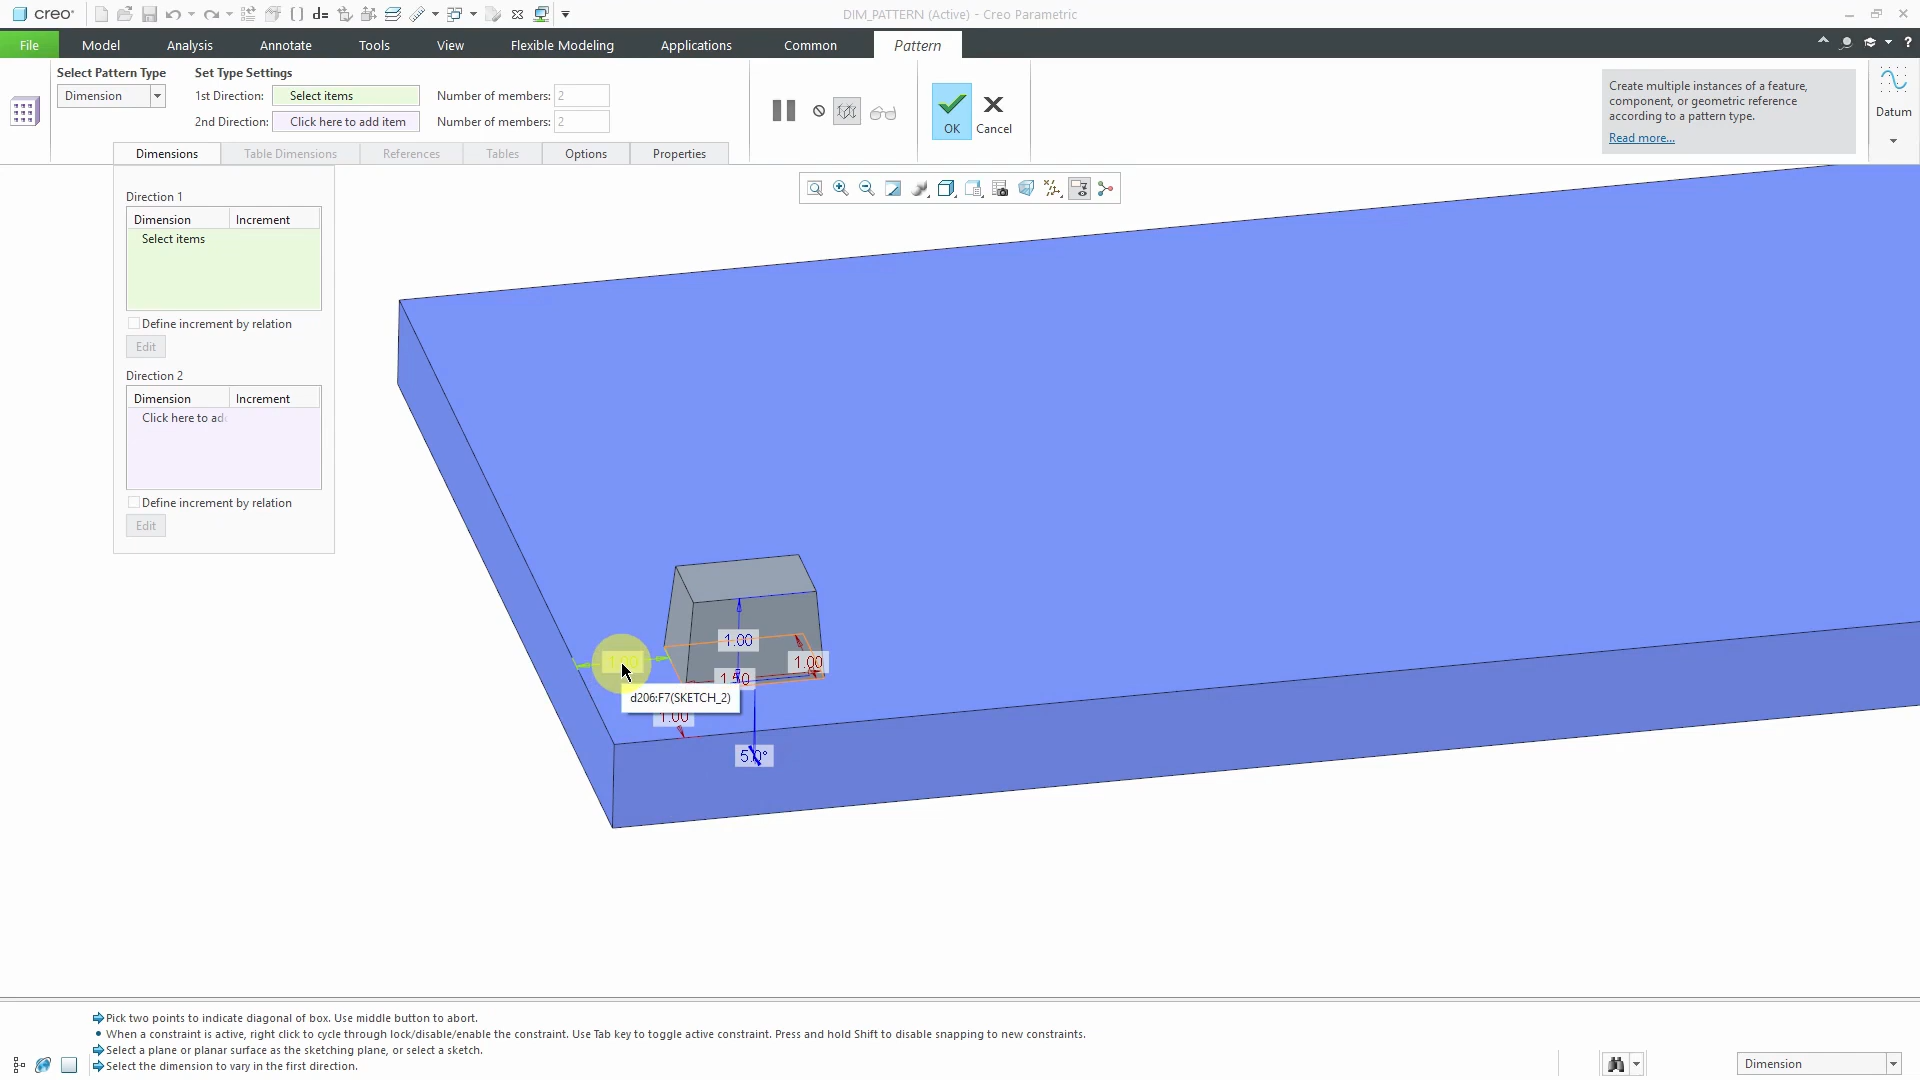 creo
DIM_PATTERN (Active) - Creo Parametric
File Model Analysis Annotate Tools View Flexible Modeling Applications Common Pattern
Select Pattern Type Set Type Settings
Dimension 1st Direction: Select items Number of members: 2
2nd Direction: Click here to add item Number of members: 2
OK Cancel
Create multiple instances of a feature,
component, or geometric reference
according to a pattern type.
Read more...
Datum
Dimensions Table Dimensions References Tables Options Properties
Direction 1
Dimension Increment
Select items
Define increment by relation
Edit
Direction 2
Dimension Increment
Click here to add
Define increment by relation
Edit
1.00
1.00
1.00
1.50
d206:F7(SKETCH_2)
1.00
5.0°
Pick two points to indicate diagonal of box. Use middle button to abort.
• When a constraint is active, right click to cycle through lock/disable/enable the constraint. Use Tab key to toggle active constraint. Press and hold Shift to disable snapping to new constraints.
Select a plane or planar surface as the sketching plane, or select a sketch.
Select the dimension to vary in the first direction.
Dimension